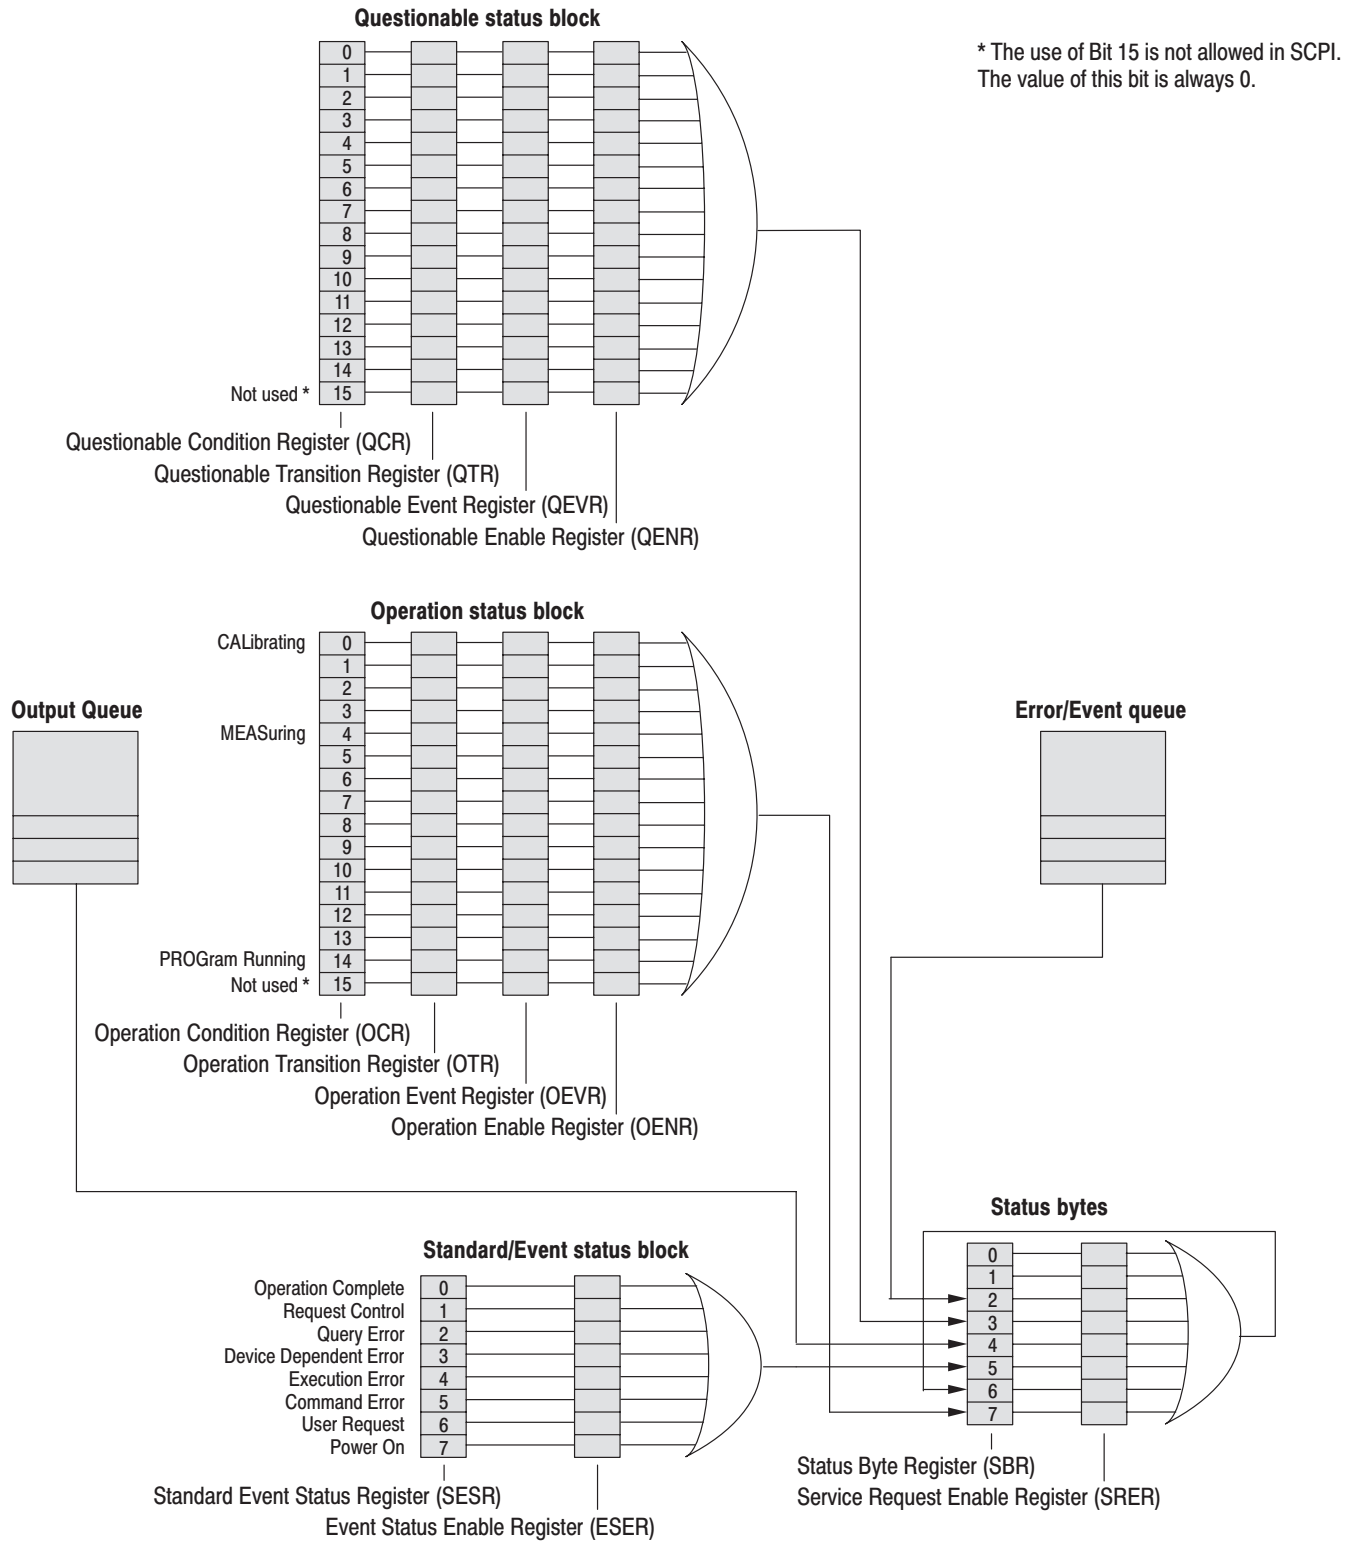 Questionable status block
* The use of Bit 15 is not allowed in SCPI.
The value of this bit is always 0.
0
1
2
3
4
5
6
7
8
9
10
11
12
13
14
Not used * 15
Questionable Condition Register (QCR)
Questionable Transition Register (QTR)
Questionable Event Register (QEVR)
Questionable Enable Register (QENR)
Operation status block
CALibrating 0
1
2
3
MEASuring 4
5
6
7
8
9
10
11
12
13
PROGram Running 14
Not used * 15
Output Queue
Error/Event queue
Operation Condition Register (OCR)
Operation Transition Register (OTR)
Operation Event Register (OEVR)
Operation Enable Register (OENR)
Standard/Event status block
Operation Complete 0
Request Control 1
Query Error 2
Device Dependent Error 3
Execution Error 4
Command Error 5
User Request 6
Power On 7
Standard Event Status Register (SESR)
Event Status Enable Register (ESER)
Status bytes
0
1
2
3
4
5
6
7
Status Byte Register (SBR)
Service Request Enable Register (SRER)